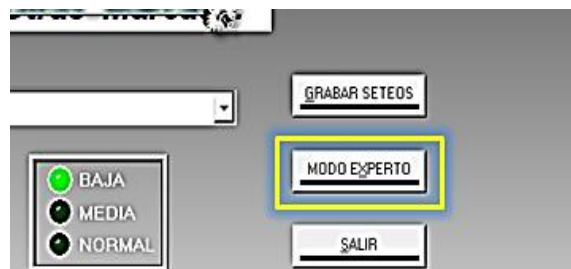 GRABAR SETEOS
MODO EXPERTO
BAJA
MEDIA
NORMAL
SALIR